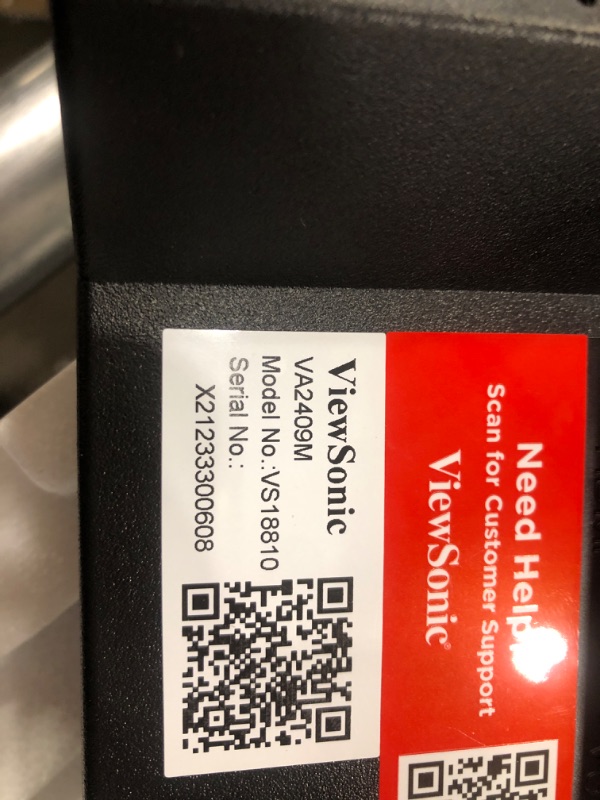 Need Help?
Scan for Customer Support
ViewSonic®
ViewSonic
VA2409M
Model No.:VS18810
Serial No.:
X21233300608